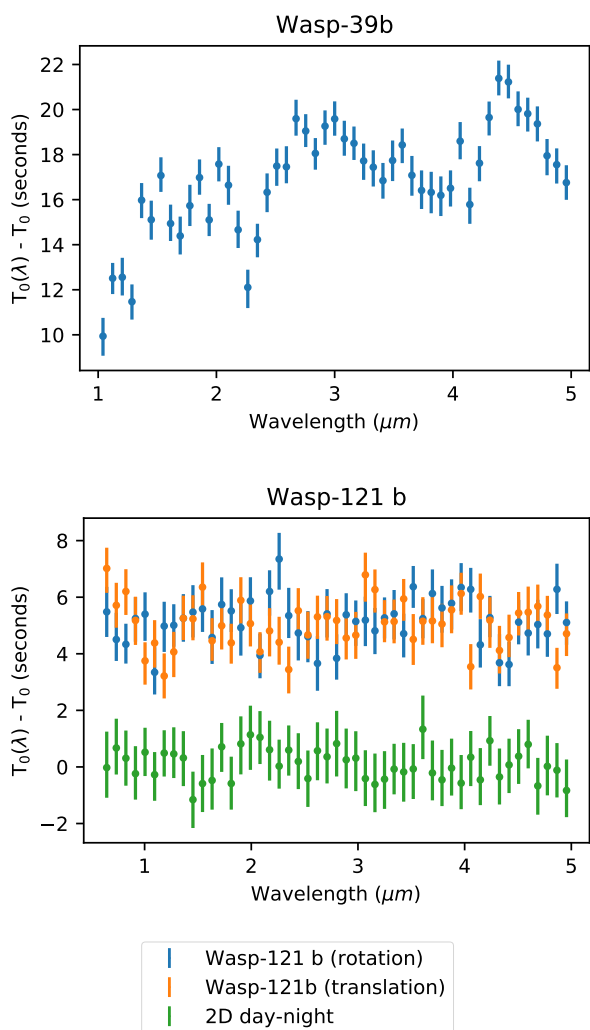 Wasp-39b
22
20
18
16
14
12
10
T₀(λ) - T₀ (seconds)
1 2 3 4 5
Wavelength (μm)
Wasp-121 b
8
6
4
2
0
−2
T₀(λ) - T₀ (seconds)
1 2 3 4 5
Wavelength (μm)
Wasp-121 b (rotation)
Wasp-121b (translation)
2D day-night